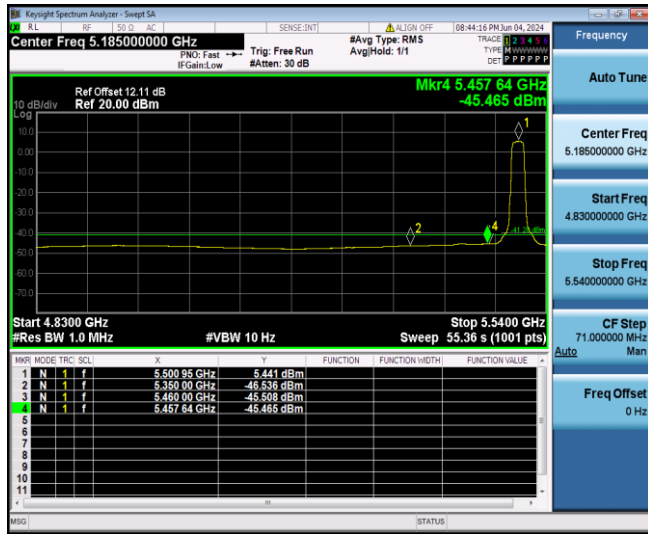 Keysight Spectrum Analyzer - Swept SA
RL RF 50 Ω AC SENSE:INT ALIGN OFF 08:44:16 PM Jun 04, 2024
Center Freq 5.185000000 GHz
PNO: Fast
IFGain:Low
Trig: Free Run
#Atten: 30 dB
#Avg Type: RMS
Avg|Hold: 1/1
TRACE 1 2 3 4 5 6
TYPE M WWWWW
DET P P P P P P
Ref Offset 12.11 dB
10 dB/div Ref 20.00 dBm
Log
Mkr4 5.457 64 GHz
-45.465 dBm
10.0
0.00
-10.0
-20.0
-30.0
-40.0
-50.0
-60.0
-70.0
1
2
4
Start 4.8300 GHz Stop 5.5400 GHz
#Res BW 1.0 MHz #VBW 10 Hz Sweep 55.36 s (1001 pts)
MKR MODE TRC SCL X Y FUNCTION FUNCTION WIDTH FUNCTION VALUE
1 N 1 f 5.500 95 GHz 5.441 dBm
2 N 1 f 5.350 00 GHz -46.536 dBm
3 N 1 f 5.460 00 GHz -45.508 dBm
4 N 1 f 5.457 64 GHz -45.465 dBm
5
6
7
8
9
10
11
MSG STATUS
Frequency
Auto Tune
Center Freq
5.185000000 GHz
Start Freq
4.830000000 GHz
Stop Freq
5.540000000 GHz
CF Step
71.000000 MHz
Auto Man
Freq Offset
0 Hz